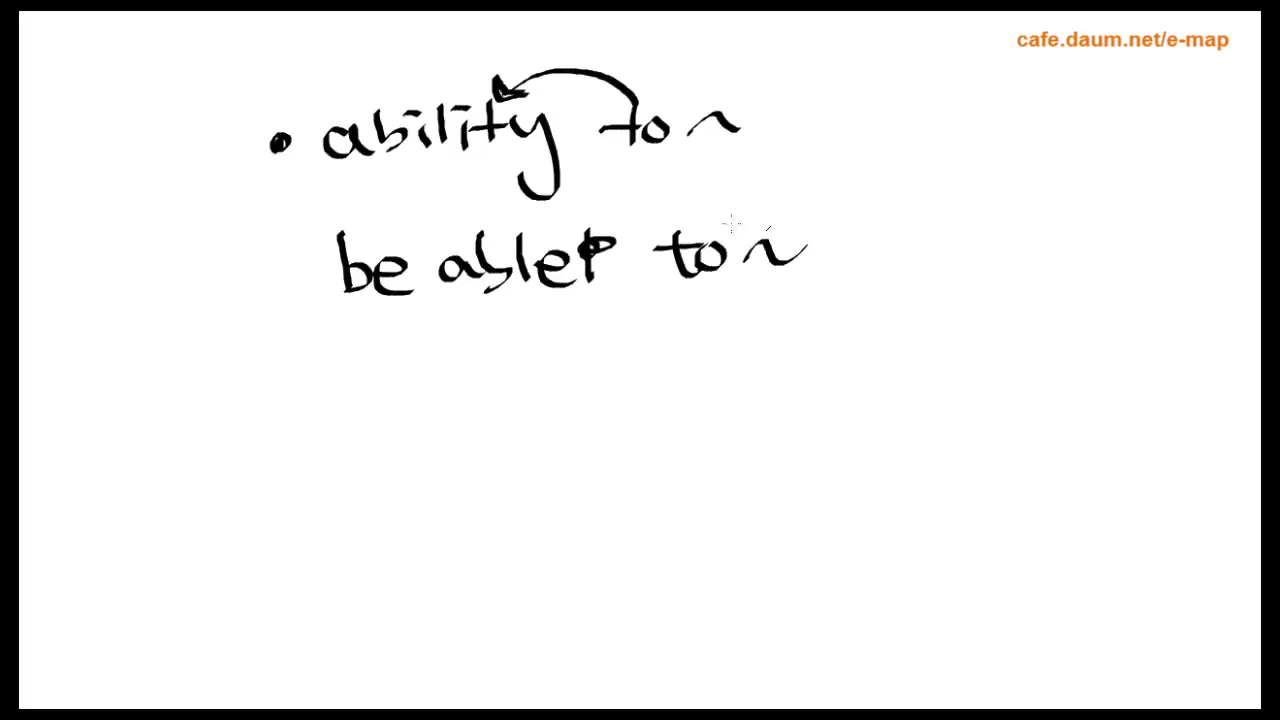 cafe.daum.net/e-map
• ability to ~
be able to ~